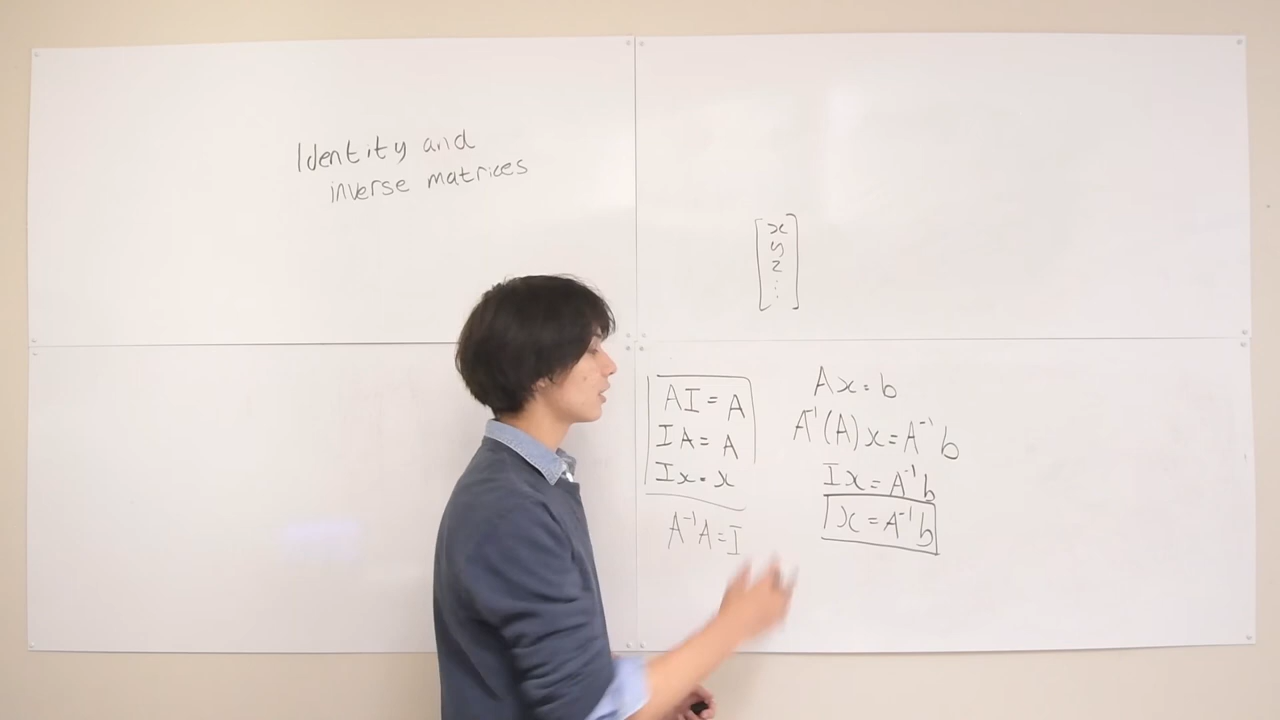 Identity and
inverse matrices
x
y
z
⋮
AI = A
IA = A
Ix = x
A⁻¹A = I
Ax = b
A⁻¹(A)x = A⁻¹b
Ix = A⁻¹b
x = A⁻¹b